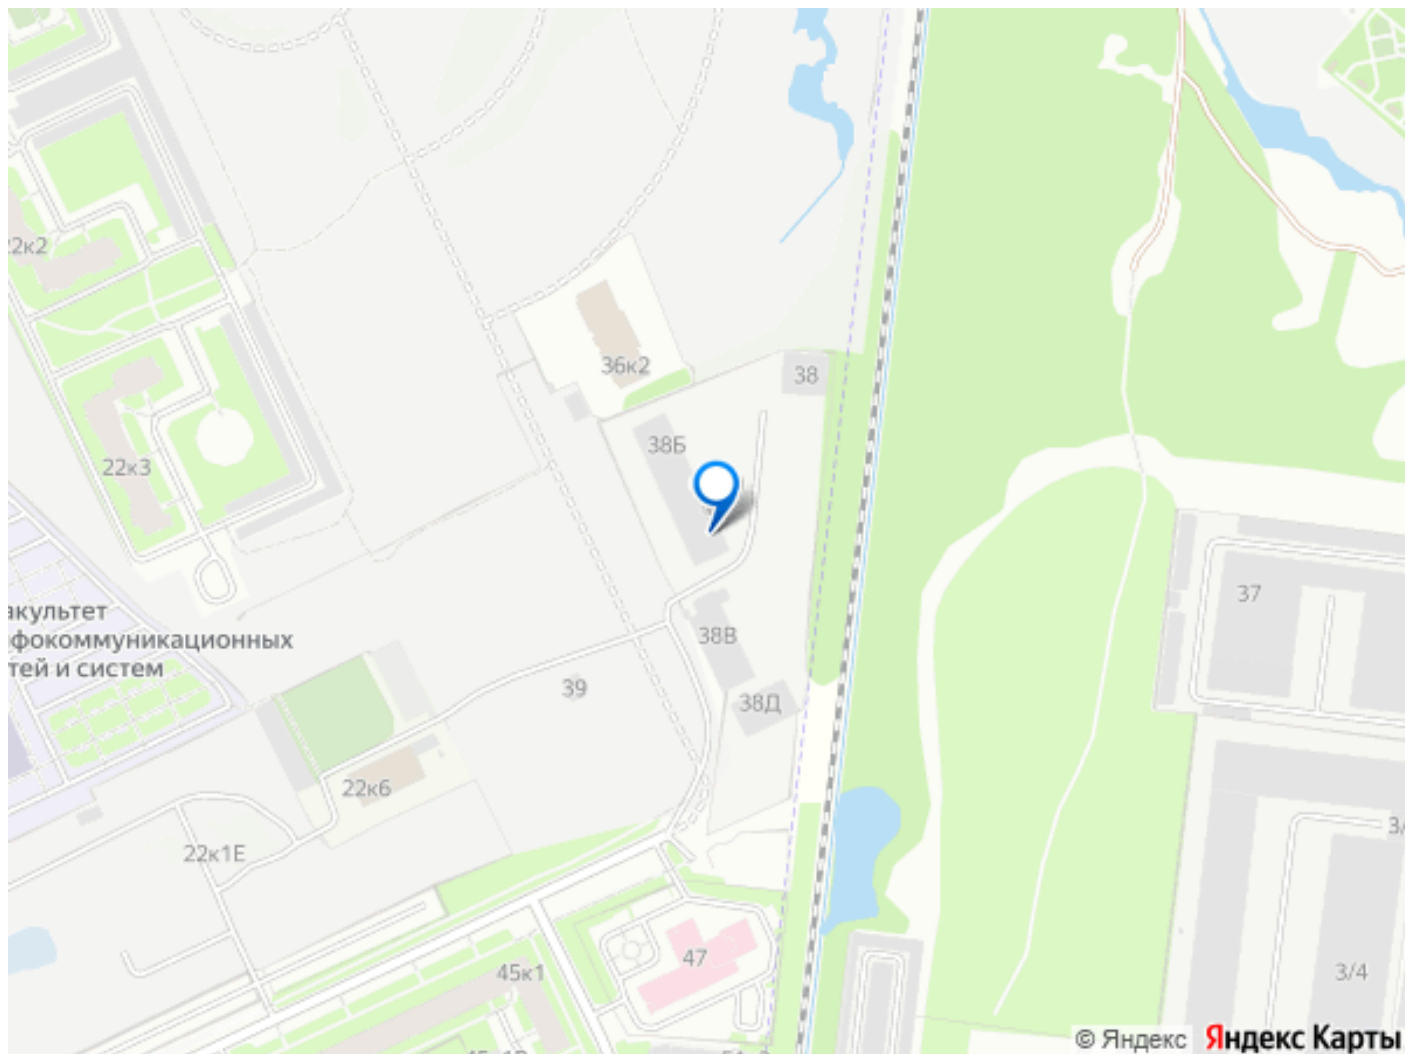 22к2
36к2
38
38Б
22к3
37
акультет
фокоммуникационных
тей и систем
38В
39
38Д
22к6
3/
22к1Е
47
45к1
3/4
© Яндекс Яндекс Карты